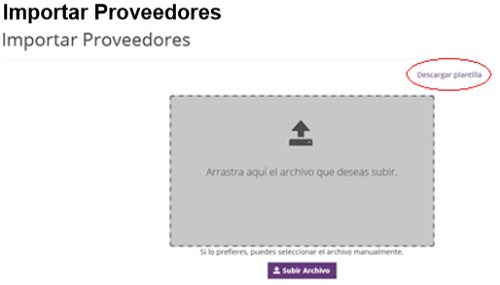 Importar Proveedores
Importar Proveedores
Descargar plantilla
Arrastra aquí el archivo que deseas subir.
Si lo prefieres, puedes seleccionar el archivo manualmente.
Subir Archivo